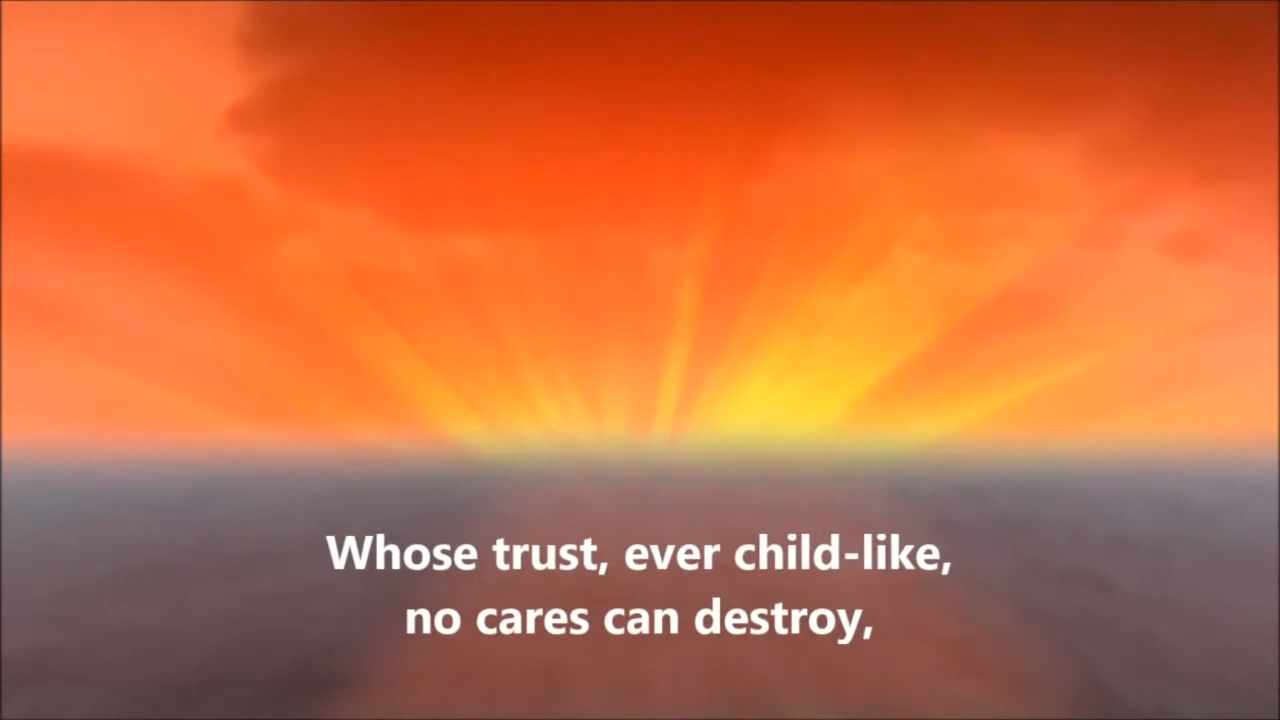 Whose trust, ever child-like,
no cares can destroy,